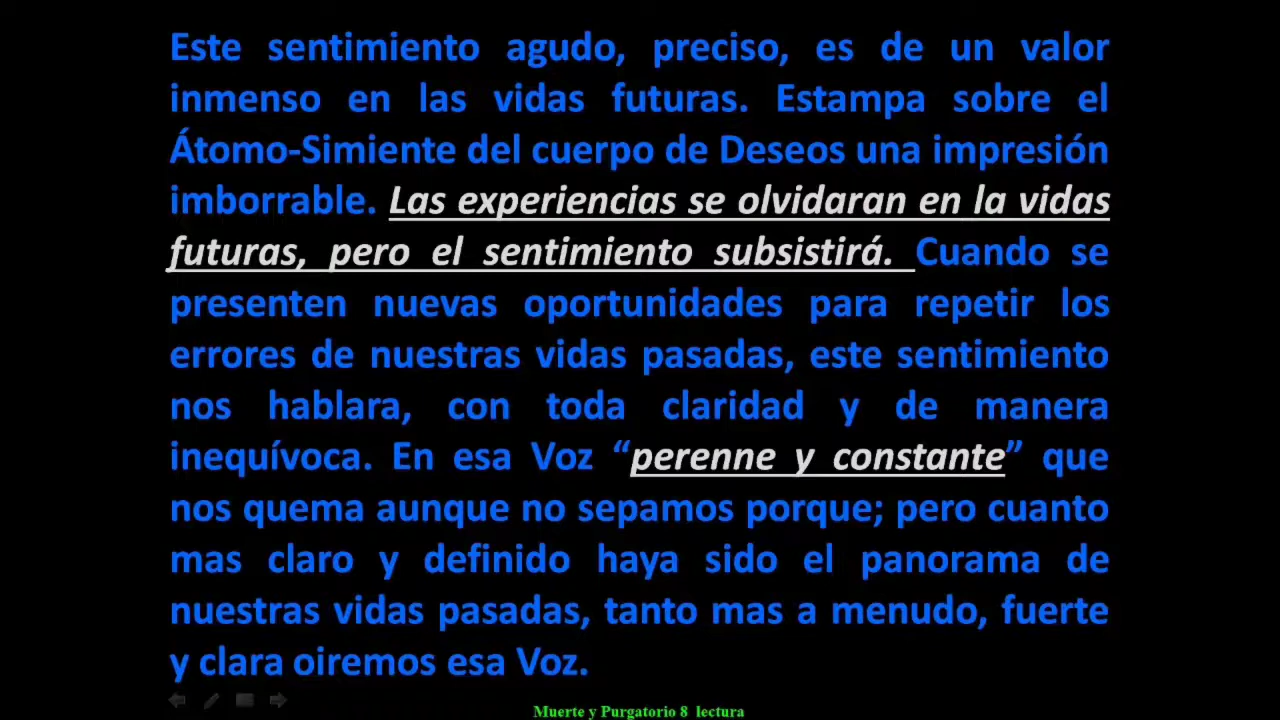 Este sentimiento agudo, preciso, es de un valor
inmenso en las vidas futuras. Estampa sobre el
Átomo-Simiente del cuerpo de Deseos una impresión
imborrable. Las experiencias se olvidaran en la vidas
futuras, pero el sentimiento subsistirá. Cuando se
presenten nuevas oportunidades para repetir los
errores de nuestras vidas pasadas, este sentimiento
nos hablara, con toda claridad y de manera
inequívoca. En esa Voz “perenne y constante” que
nos quema aunque no sepamos porque; pero cuanto
mas claro y definido haya sido el panorama de
nuestras vidas pasadas, tanto mas a menudo, fuerte
y clara oiremos esa Voz.
Muerte y Purgatorio 8 lectura